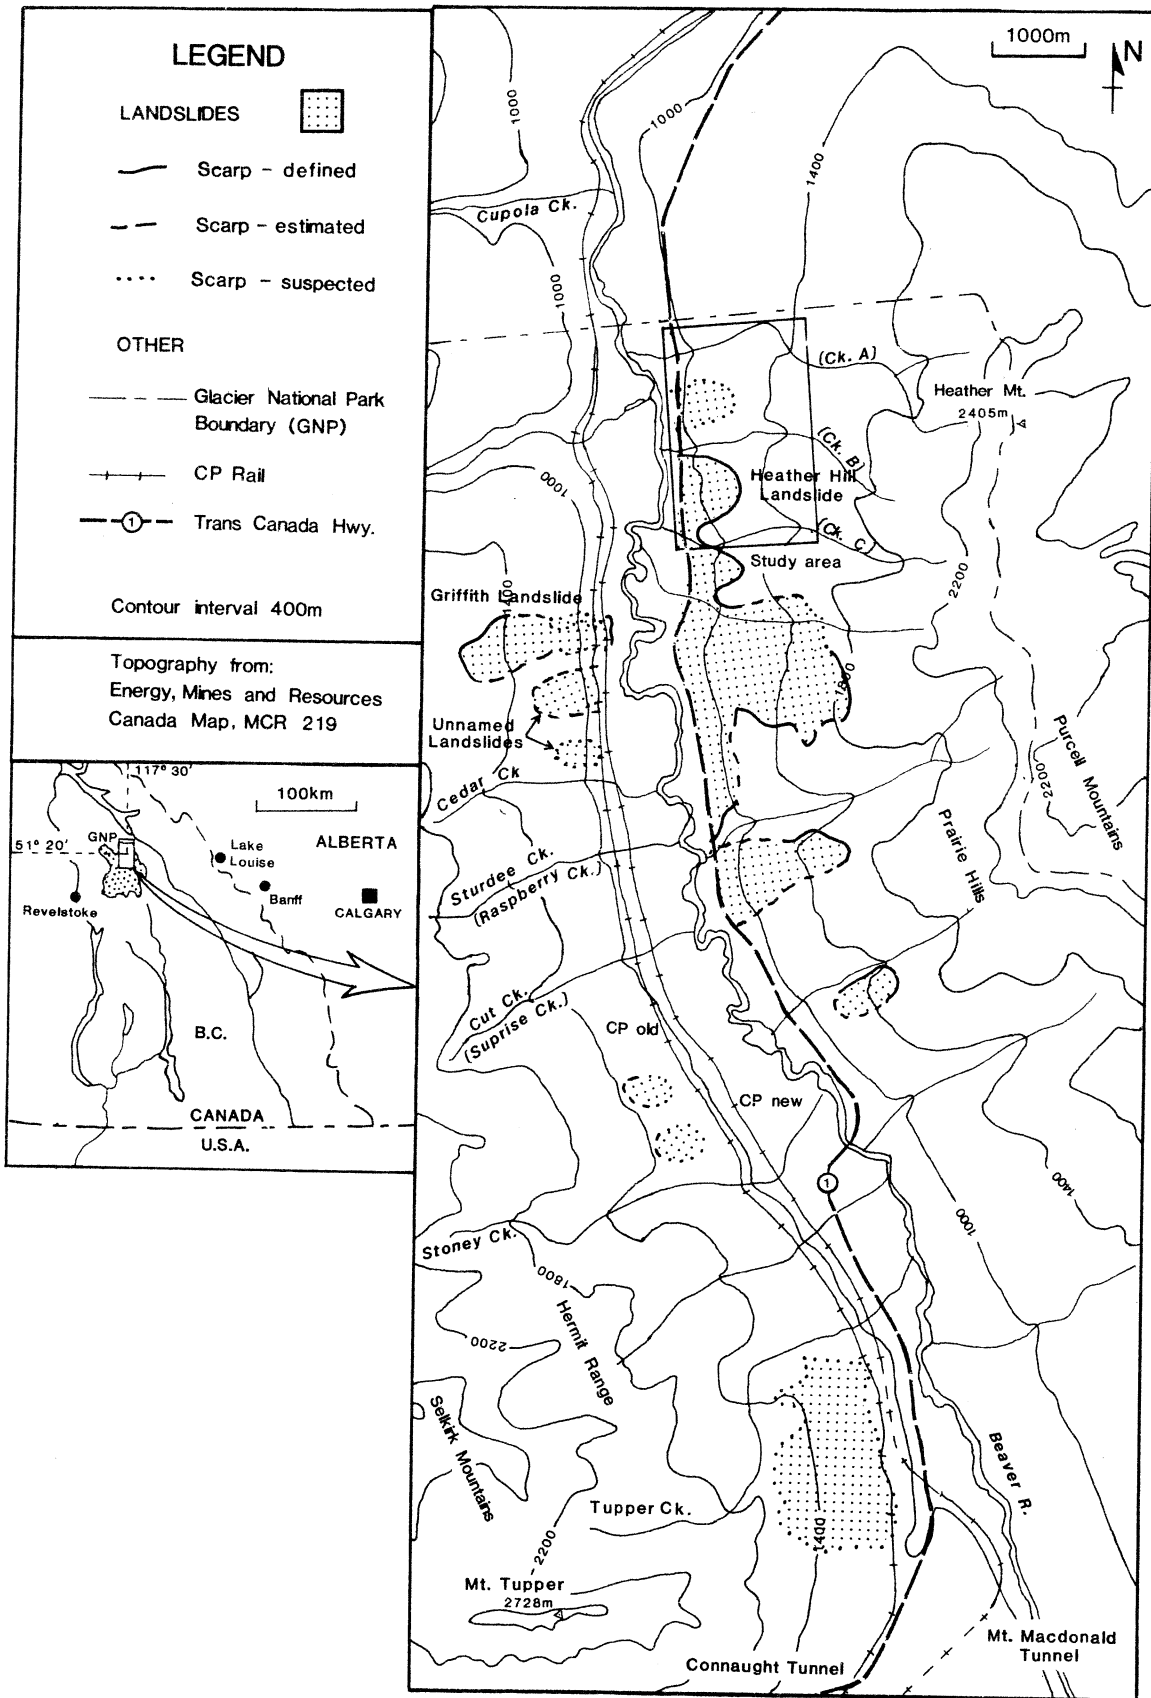 LEGEND
LANDSLIDES
Scarp - defined
Scarp - estimated
Scarp - suspected
OTHER
Glacier National Park
Boundary (GNP)
CP Rail
1
Trans Canada Hwy.
Contour interval 400m
Topography from:
Energy, Mines and Resources
Canada Map, MCR 219
117° 30'
100km
GNP
51° 20'
Lake
Louise
ALBERTA
Banff
Revelstoke
CALGARY
B.C.
CANADA
U.S.A.
1000m
N
1000
1000
1400
Cupola Ck.
1000
(Ck. A)
Heather Mt.
2405m
(Ck. B)
Heather Hill
Landslide
1000
(Ck. C)
Study area
2200
Griffith Landslide
1400
1800
Unnamed
Landslides
Purcell Mountains
2200
Cedar Ck
Prairie Hills
Sturdee Ck.
(Raspberry Ck.)
Cut Ck.
(Suprise Ck.)
CP old
CP new
1
1400
1000
Stoney Ck.
1800
Hermit Range
2200
Selkirk Mountains
Beaver R.
Tupper Ck.
1400
2200
Mt. Tupper
2728m
Mt. Macdonald
Tunnel
Connaught Tunnel